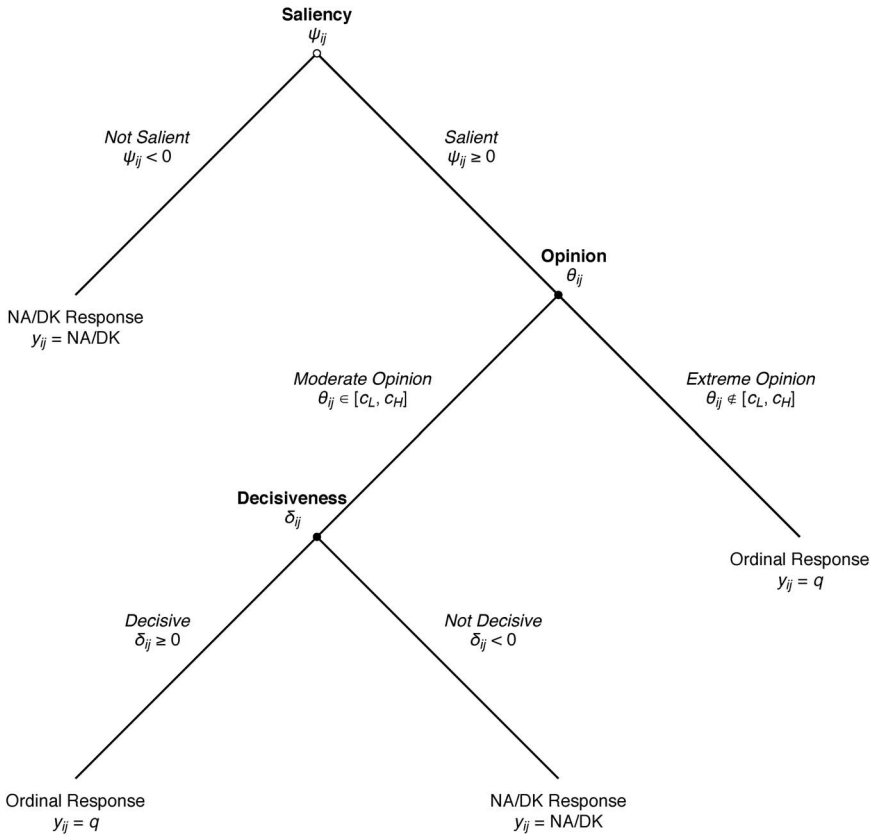 Saliency
ψij
Not Salient
ψij < 0
Salient
ψij ≥ 0
Opinion
θij
NA/DK Response
yij = NA/DK
Moderate Opinion
θij ∈ [cL, cH]
Extreme Opinion
θij ∉ [cL, cH]
Decisiveness
δij
Ordinal Response
yij = q
Decisive
δij ≥ 0
Not Decisive
δij < 0
Ordinal Response
yij = q
NA/DK Response
yij = NA/DK